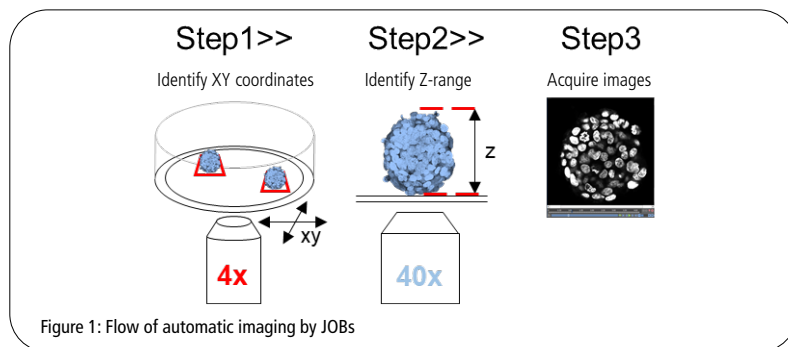 Step1>> Step2>> Step3
Identify XY coordinates Identify Z-range Acquire images
z
xy
4x 40x
Figure 1: Flow of automatic imaging by JOBs